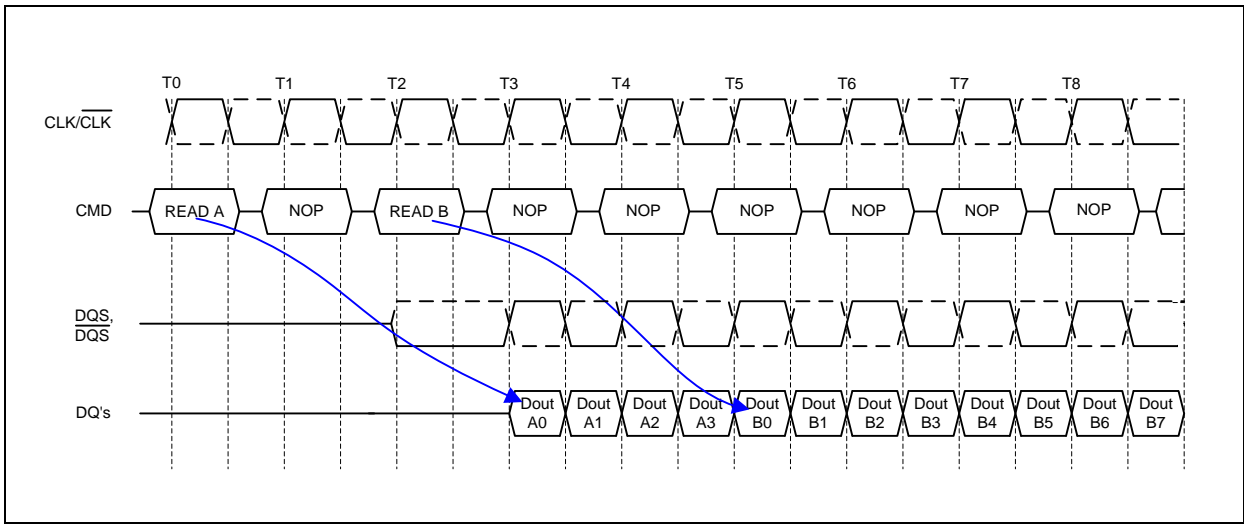 T0 T1 T2 T3 T4 T5 T6 T7 T8
CLK/CLK
CMD READ A NOP READ B NOP NOP NOP NOP NOP NOP
DQS,
DQS
DQ's
Dout Dout Dout Dout Dout Dout Dout Dout Dout Dout Dout Dout
A0 A1 A2 A3 B0 B1 B2 B3 B4 B5 B6 B7